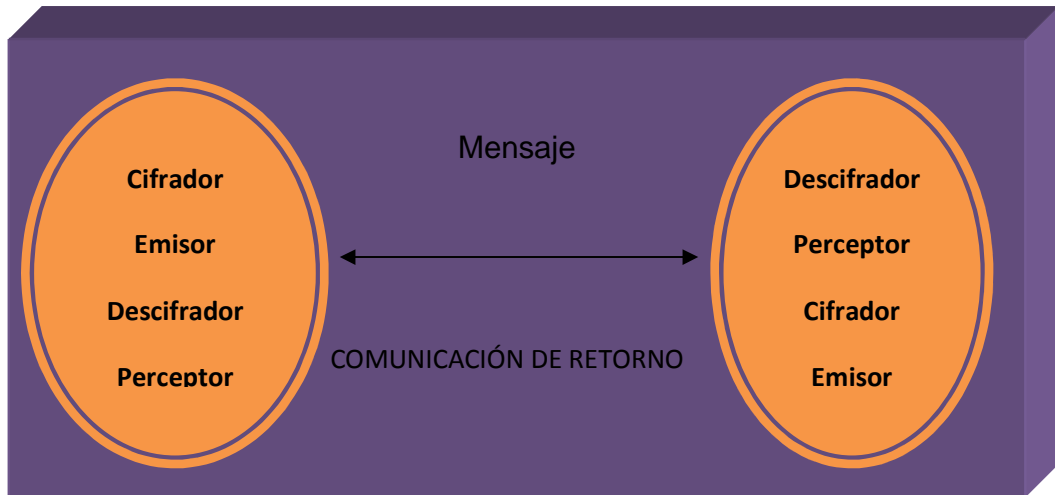 Cifrador
Emisor
Descifrador
Perceptor
Mensaje
COMUNICACIÓN DE RETORNO
Descifrador
Perceptor
Cifrador
Emisor